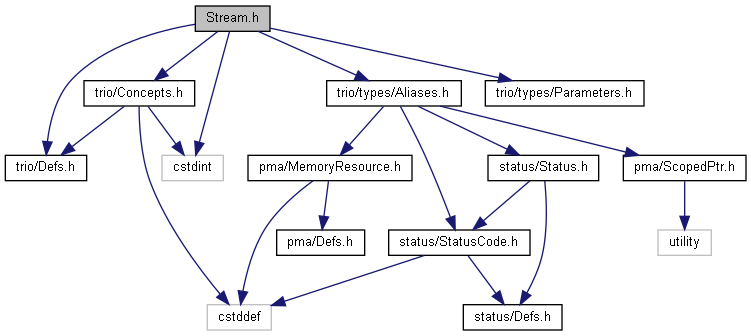 Stream.h
trio/Concepts.h
trio/types/Aliases.h
trio/types/Parameters.h
trio/Defs.h
cstdint
pma/MemoryResource.h
status/Status.h
pma/ScopedPtr.h
pma/Defs.h
status/StatusCode.h
utility
cstddef
status/Defs.h